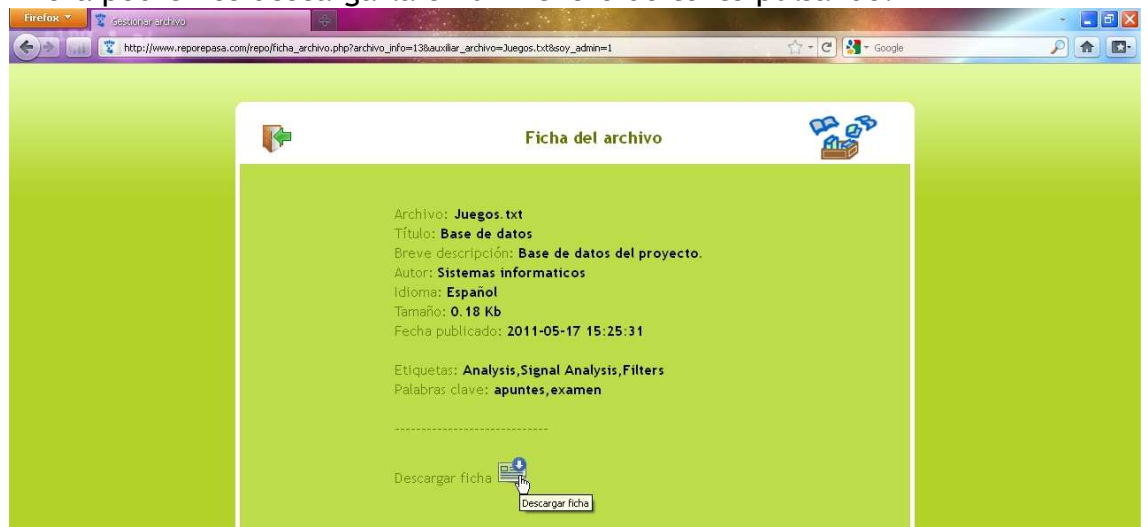 Firefox
Gestionar archivo
http://www.reporepasa.com/repo/ficha_archivo.php?archivo_info=13&auxiliar_archivo=Juegos.txt&soy_admin=1
Google
Ficha del archivo
Archivo: Juegos.txt
Título: Base de datos
Breve descripción: Base de datos del proyecto.
Autor: Sistemas informaticos
Idioma: Español
Tamaño: 0.18 Kb
Fecha publicado: 2011-05-17 15:25:31
Etiquetas: Analysis,Signal Analysis,Filters
Palabras clave: apuntes,examen
----------------------------
Descargar ficha
Descargar ficha